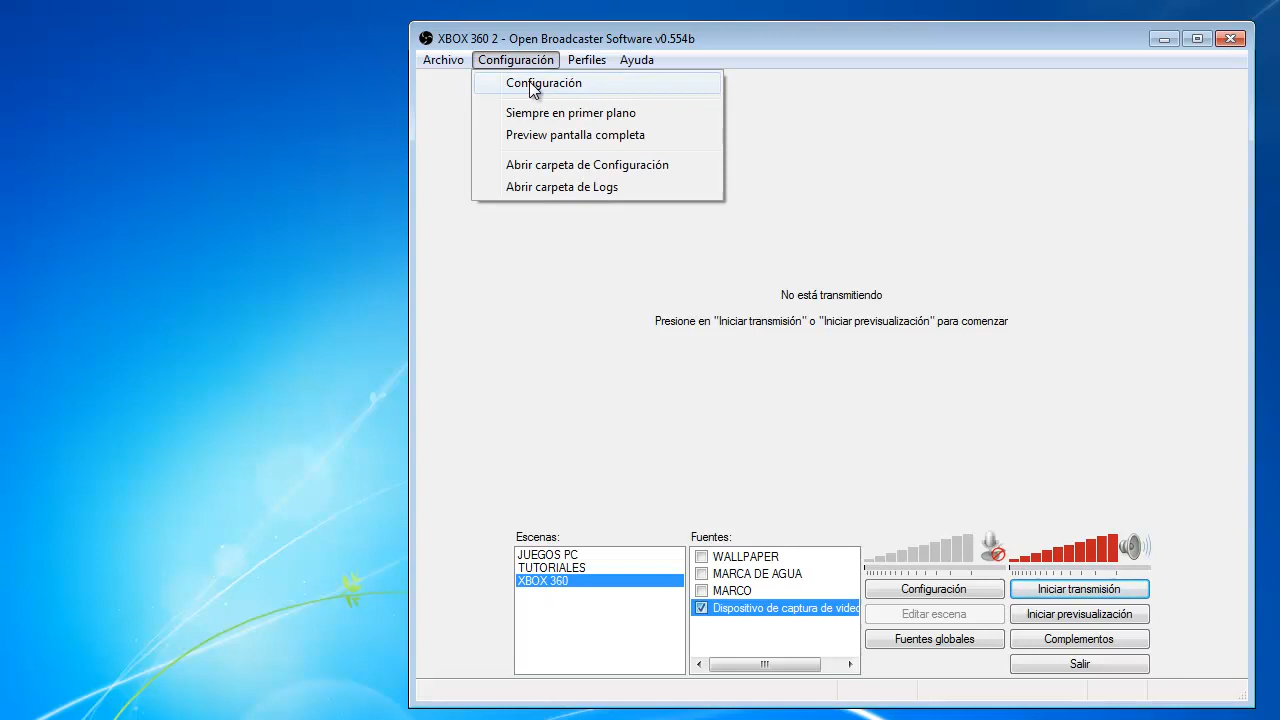 XBOX 360 2 - Open Broadcaster Software v0.554b
Archivo Configuración Perfiles Ayuda
Configuración
Siempre en primer plano
Preview pantalla completa
Abrir carpeta de Configuración
Abrir carpeta de Logs
No está transmitiendo
Presione en "Iniciar transmisión" o "Iniciar previsualización" para comenzar
Escenas:
JUEGOS PC
TUTORIALES
XBOX 360
Fuentes:
WALLPAPER
MARCA DE AGUA
MARCO
Dispositivo de captura de video
Configuración
Iniciar transmisión
Editar escena
Iniciar previsualización
Fuentes globales
Complementos
Salir